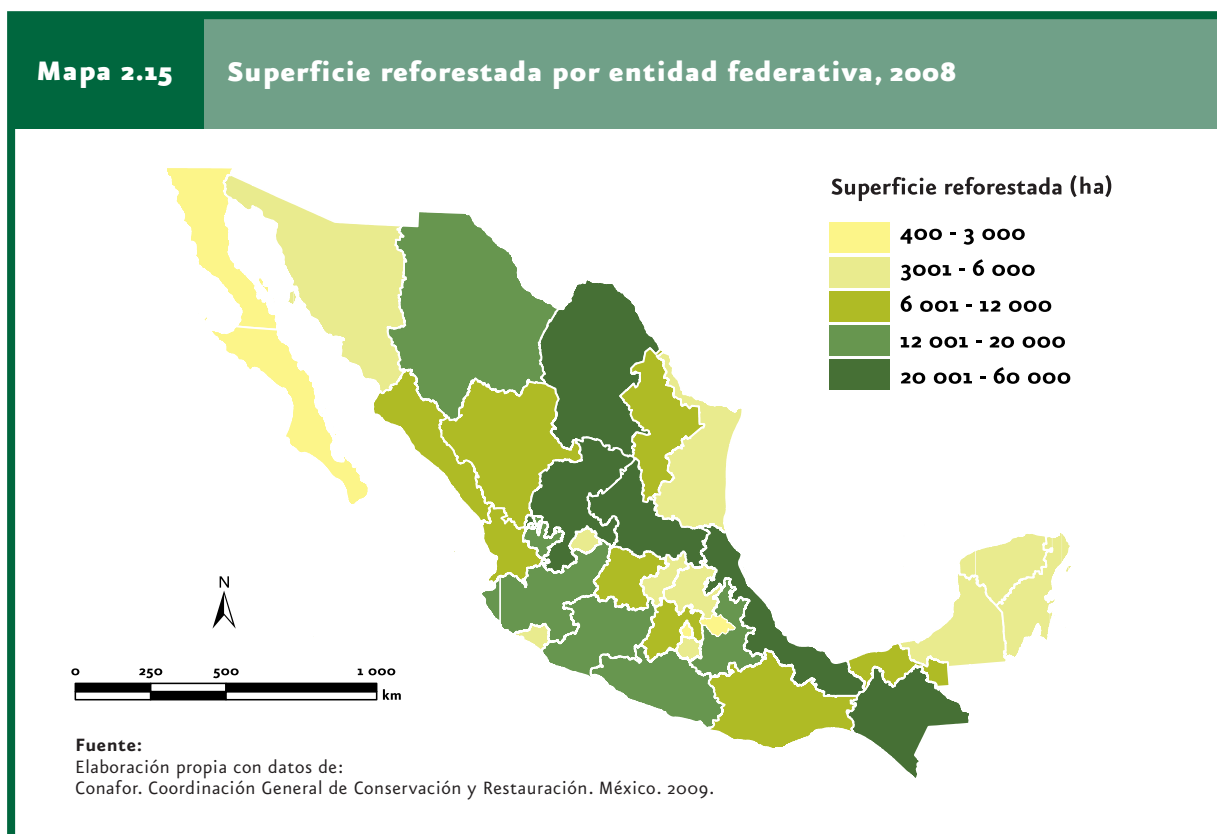 Mapa 2.15
Superficie reforestada por entidad federativa, 2008
Superficie reforestada (ha)
400 - 3 000
3001 - 6 000
6 001 - 12 000
12 001 - 20 000
20 001 - 60 000
N
0 250 500 1 000
km
Fuente:
Elaboración propia con datos de:
Conafor. Coordinación General de Conservación y Restauración. México. 2009.